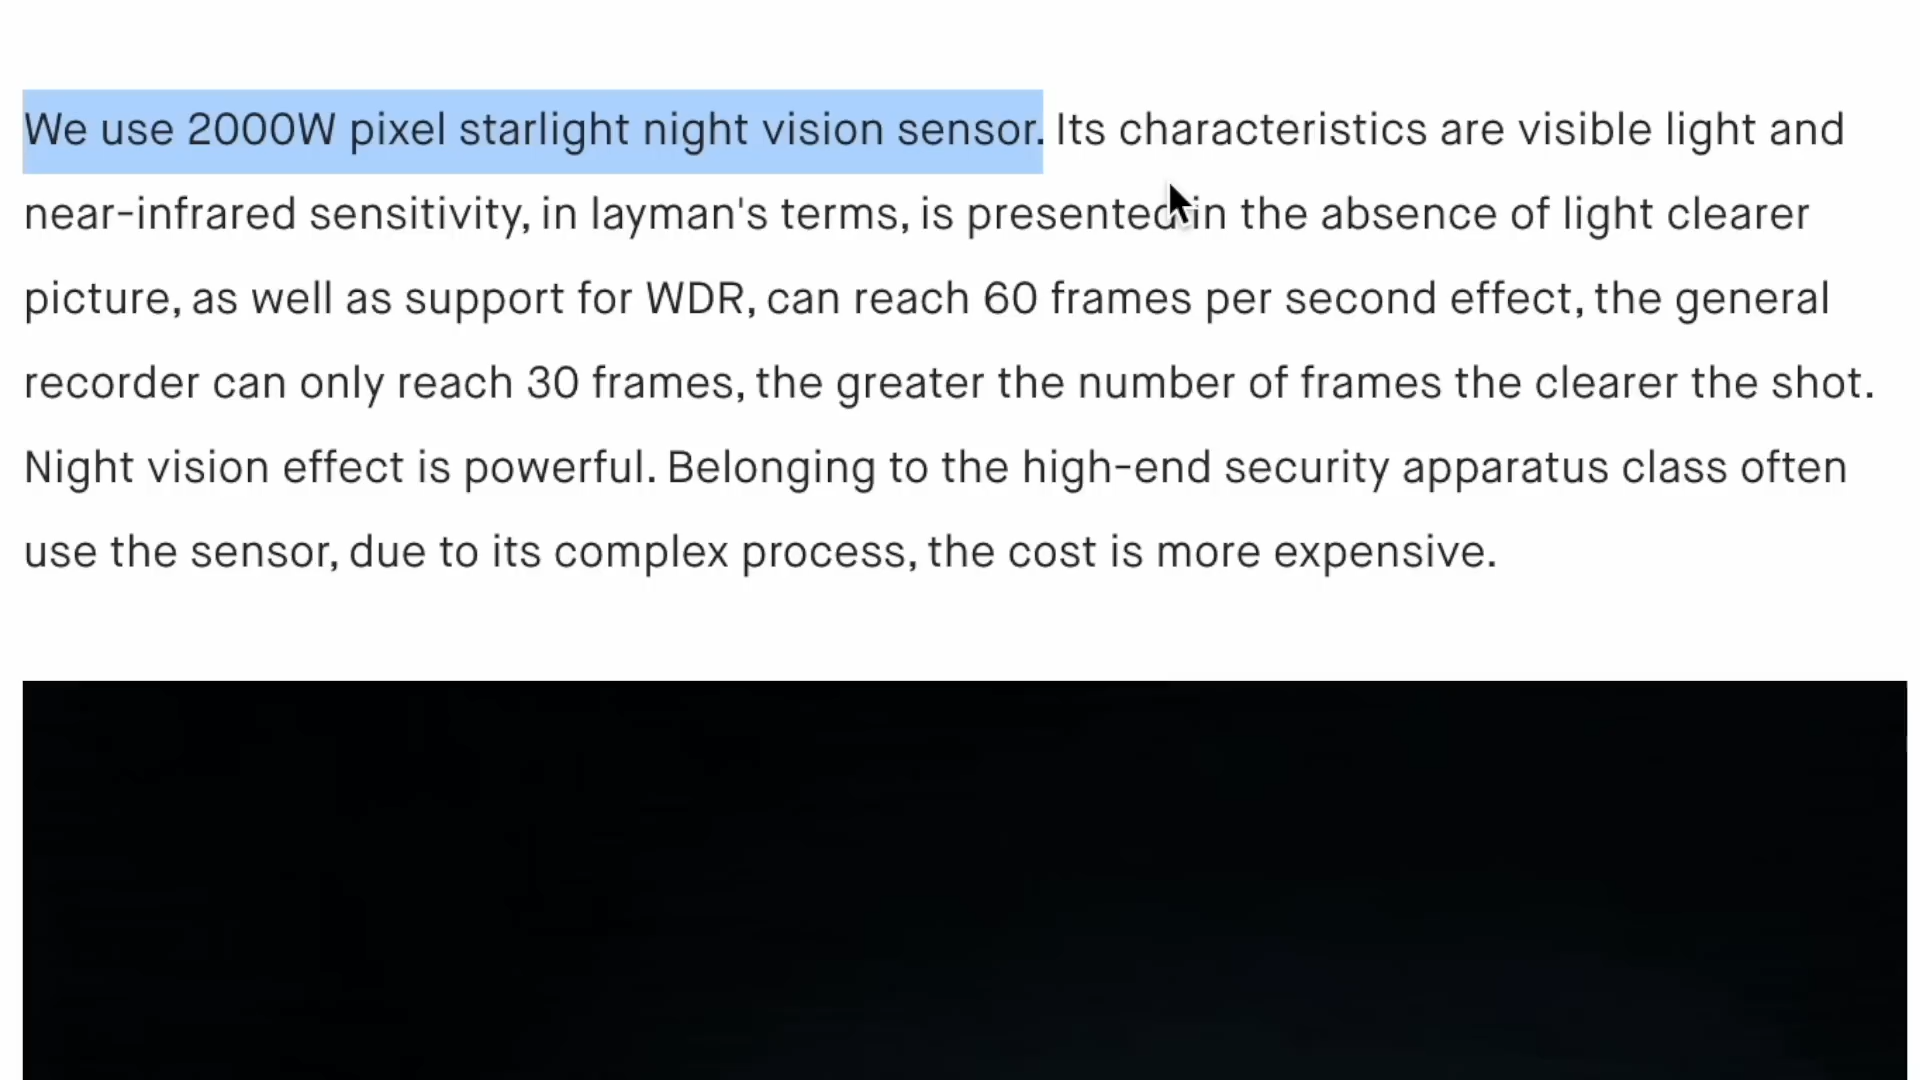 We use 2000W pixel starlight night vision sensor. Its characteristics are visible light and
near-infrared sensitivity, in layman's terms, is presented in the absence of light clearer
picture, as well as support for WDR, can reach 60 frames per second effect, the general
recorder can only reach 30 frames, the greater the number of frames the clearer the shot.
Night vision effect is powerful. Belonging to the high-end security apparatus class often
use the sensor, due to its complex process, the cost is more expensive.